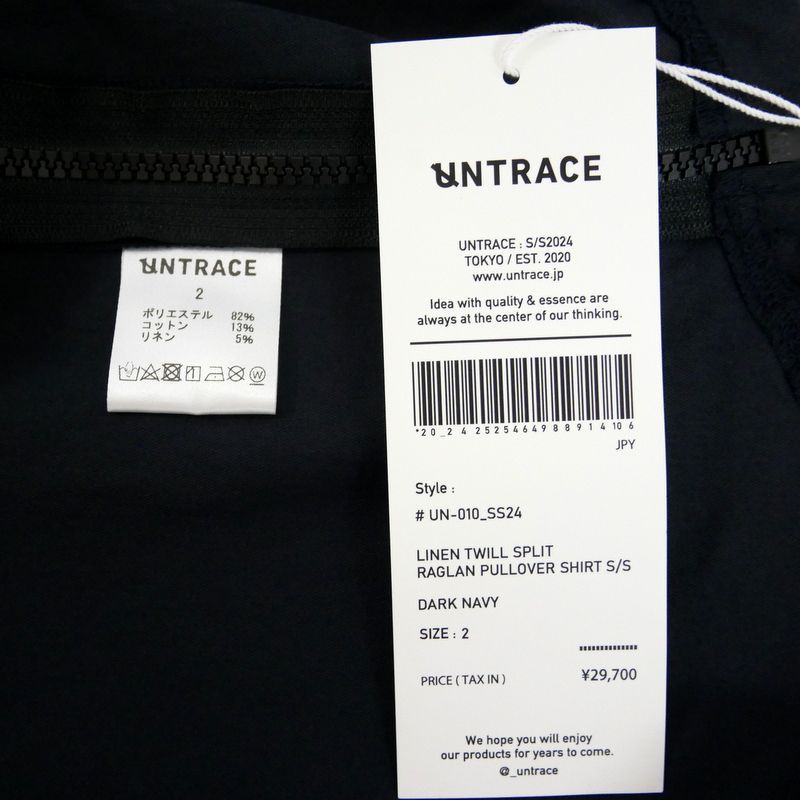 UNTRACE
2
ポリエステル 82%
コットン 13%
リネン 5%
W
UNTRACE
UNTRACE : S/S2024
TOKYO / EST. 2020
www.untrace.jp
Idea with quality & essence are
always at the center of our thinking.
*20_242525464988914106
JPY
Style :
# UN-010_SS24
LINEN TWILL SPLIT
RAGLAN PULLOVER SHIRT S/S
DARK NAVY
SIZE : 2
PRICE ( TAX IN ) ¥29,700
We hope you will enjoy
our products for years to come.
@_untrace